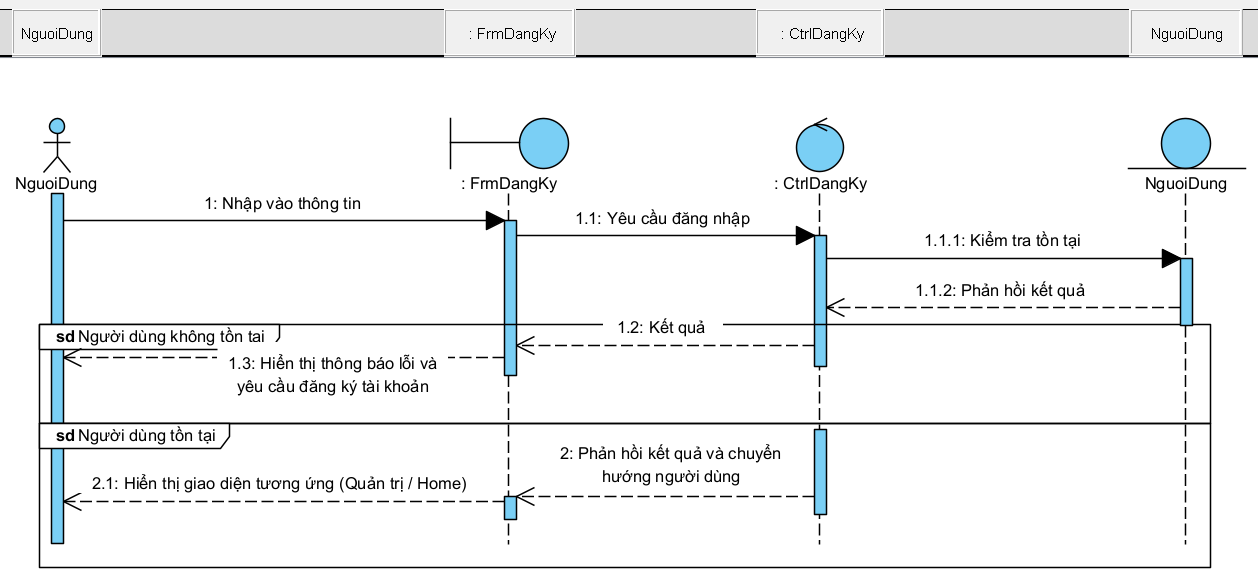 NguoiDung
: FrmDangKy
: CtrlDangKy
NguoiDung
NguoiDung
: FrmDangKy
: CtrlDangKy
NguoiDung
1: Nhập vào thông tin
1.1: Yêu cầu đăng nhập
1.1.1: Kiểm tra tồn tại
1.1.2: Phản hồi kết quả
1.2: Kết quả
sd Người dùng không tồn tai
1.3: Hiển thị thông báo lỗi và
yêu cầu đăng ký tài khoản
sd Người dùng tồn tại
2: Phản hồi kết quả và chuyển
hướng người dùng
2.1: Hiển thị giao diện tương ứng (Quản trị / Home)